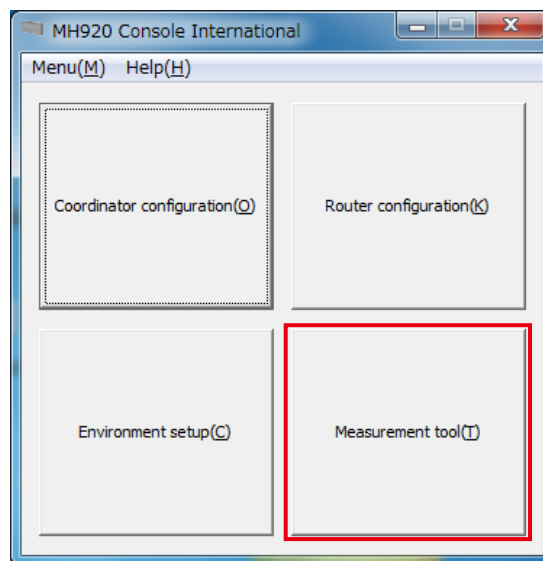 MH920 Console International
Menu(M) Help(H)
Coordinator configuration(O) Router configuration(K)
Environment setup(C) Measurement tool(T)